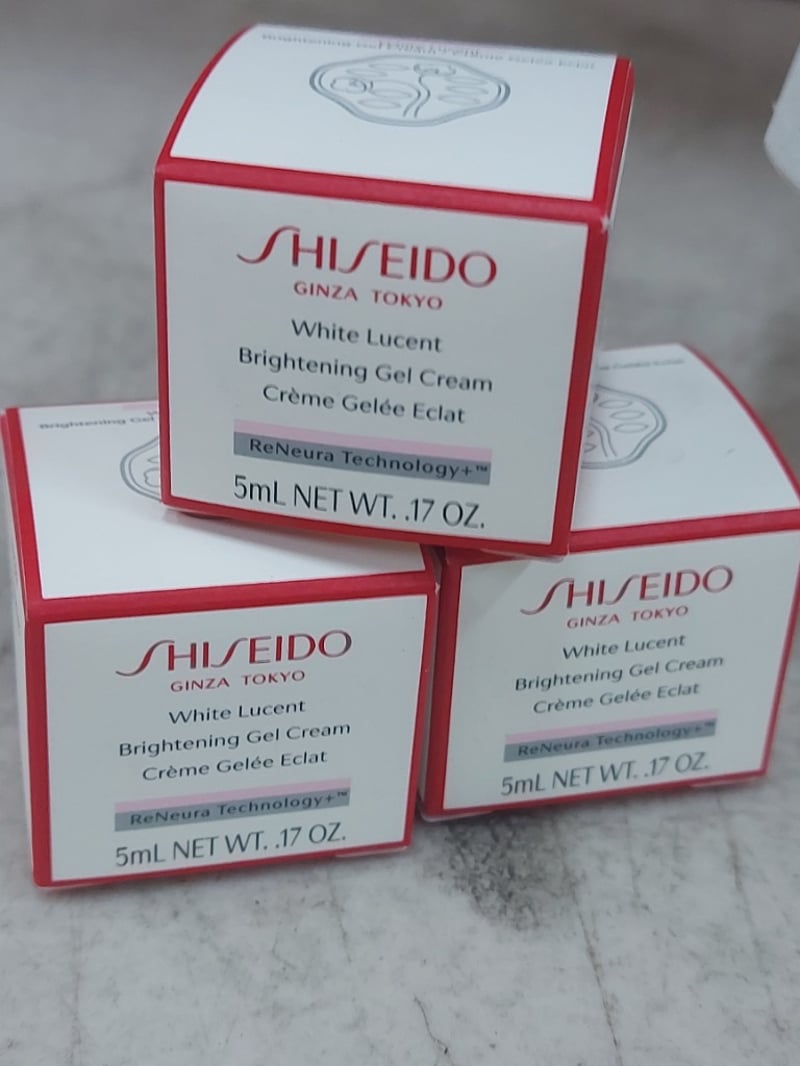 SHISEIDO
GINZA TOKYO
White Lucent
Brightening Gel Cream
Crème Gelée Eclat
ReNeura Technology+™
5mL NET WT. .17 OZ.
Brightening Gel
SHISEIDO
GINZA TOKYO
White Lucent
Brightening Gel Cream
Crème Gelée Eclat
ReNeura Technology+™
5mL NET WT. .17 OZ.
SHISEIDO
GINZA TOKYO
White Lucent
Brightening Gel Cream
Crème Gelée Eclat
ReNeura Technology+™
5mL NET WT. .17 OZ.